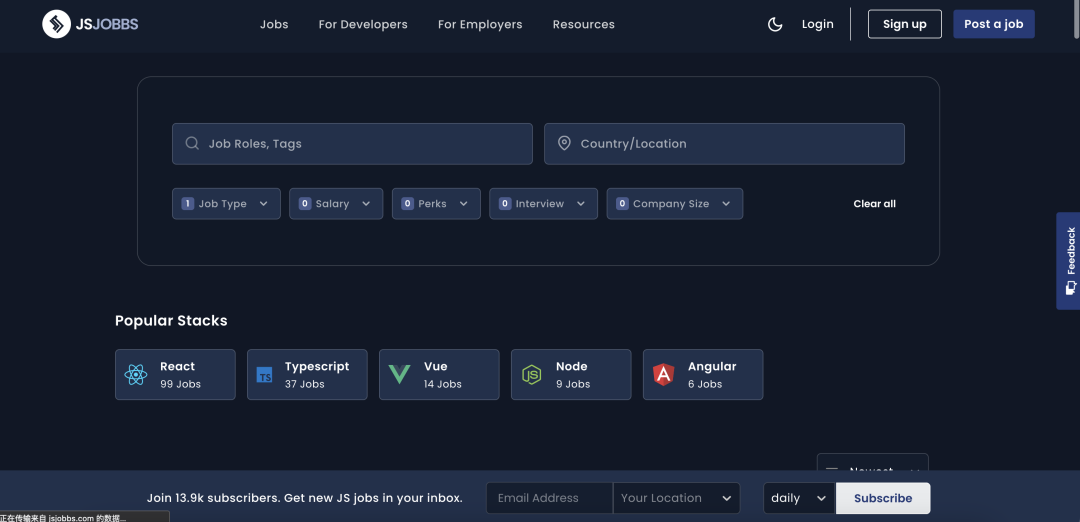 JSJOBBS
Jobs For Developers For Employers Resources Login Sign up Post a job
Job Roles, Tags Country/Location
1 Job Type 0 Salary 0 Perks 0 Interview 0 Company Size Clear all
Feedback
Popular Stacks
React Typescript Vue Node Angular
99 Jobs TS 37 Jobs 14 Jobs JS 9 Jobs A 6 Jobs
Newest
Join 13.9k subscribers. Get new JS jobs in your inbox. Email Address Your Location daily Subscribe
正在传输来自 jsjobbs.com 的数据...